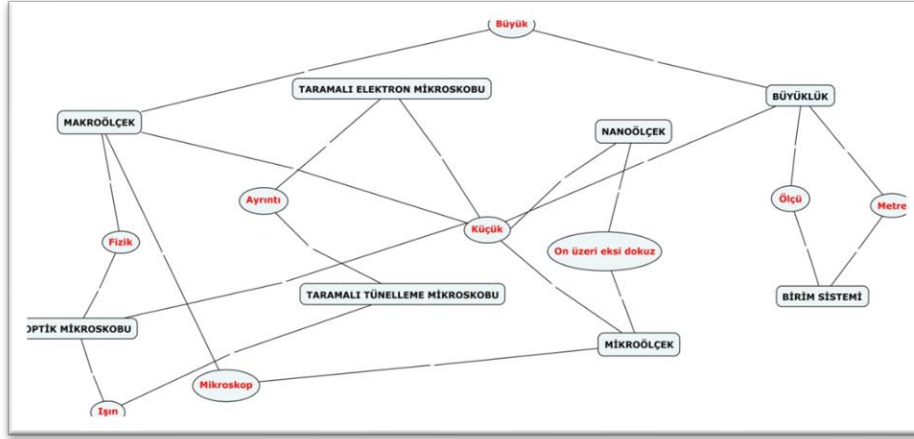 Büyük
TARAMALI ELEKTRON MİKROSKOBU
BÜYÜKLÜK
MAKROÖLÇEK
NANOÖLÇEK
Ayrıntı
Ölçü
Metre
Küçük
Fizik
On üzeri eksi dokuz
TARAMALI TÜNELLEME MİKROSKOBU
BİRİM SİSTEMİ
OPTİK MİKROSKOBU
MİKROÖLÇEK
Mikroskop
Işın